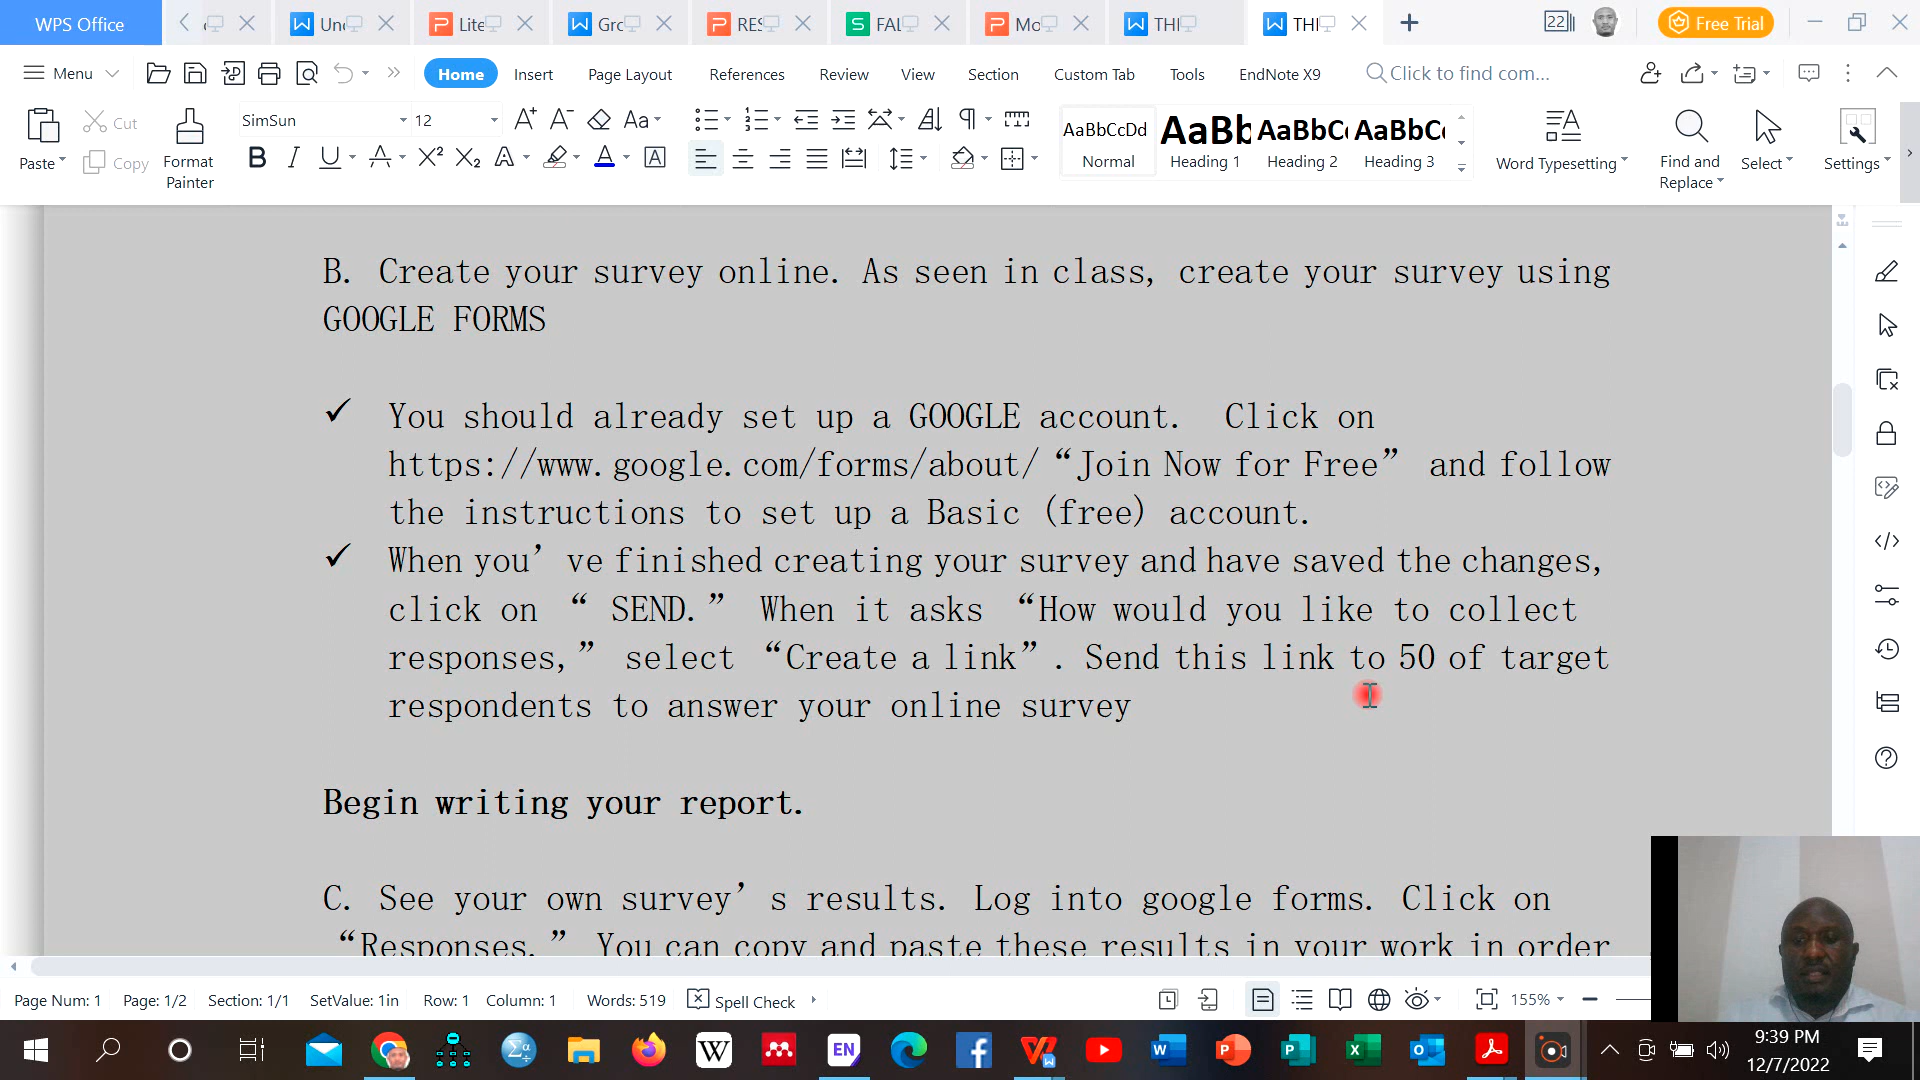 WPS Office
Unc
Lite
Gro
RES
FAL
Mo
THI
THI
22
Free Trial
Menu
Home
Insert
Page Layout
References
Review
View
Section
Custom Tab
Tools
EndNote X9
Click to find com...
Paste
Cut
Copy
Format
Painter
SimSun
12
AaBbCcDd
Normal
AaBb
Heading 1
AaBbC
Heading 2
AaBbC
Heading 3
Word Typesetting
Find and
Replace
Select
Settings
B. Create your survey online. As seen in class, create your survey using
GOOGLE FORMS
✓ You should already set up a GOOGLE account. Click on
https://www.google.com/forms/about/ “Join Now for Free” and follow
the instructions to set up a Basic (free) account.
✓ When you’ve finished creating your survey and have saved the changes,
click on “ SEND.” When it asks “How would you like to collect
responses,” select “Create a link”. Send this link to 50 of target
respondents to answer your online survey
Begin writing your report.
C. See your own survey’s results. Log into google forms. Click on
“Responses.” You can copy and paste these results in your work in order
Page Num: 1
Page: 1/2
Section: 1/1
SetValue: 1in
Row: 1
Column: 1
Words: 519
Spell Check
155%
EN
9:39 PM
12/7/2022